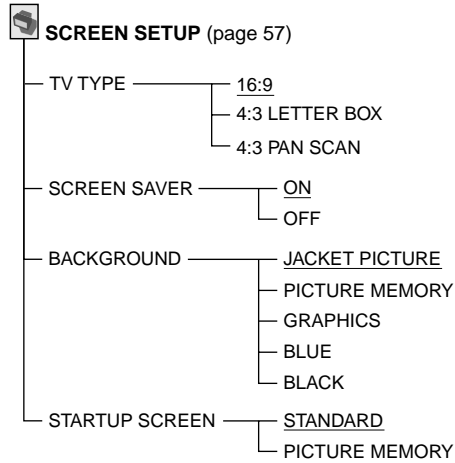 SCREEN SETUP (page 57)
TV TYPE 16:9
4:3 LETTER BOX
4:3 PAN SCAN
SCREEN SAVER ON
OFF
BACKGROUND JACKET PICTURE
PICTURE MEMORY
GRAPHICS
BLUE
BLACK
STARTUP SCREEN STANDARD
PICTURE MEMORY